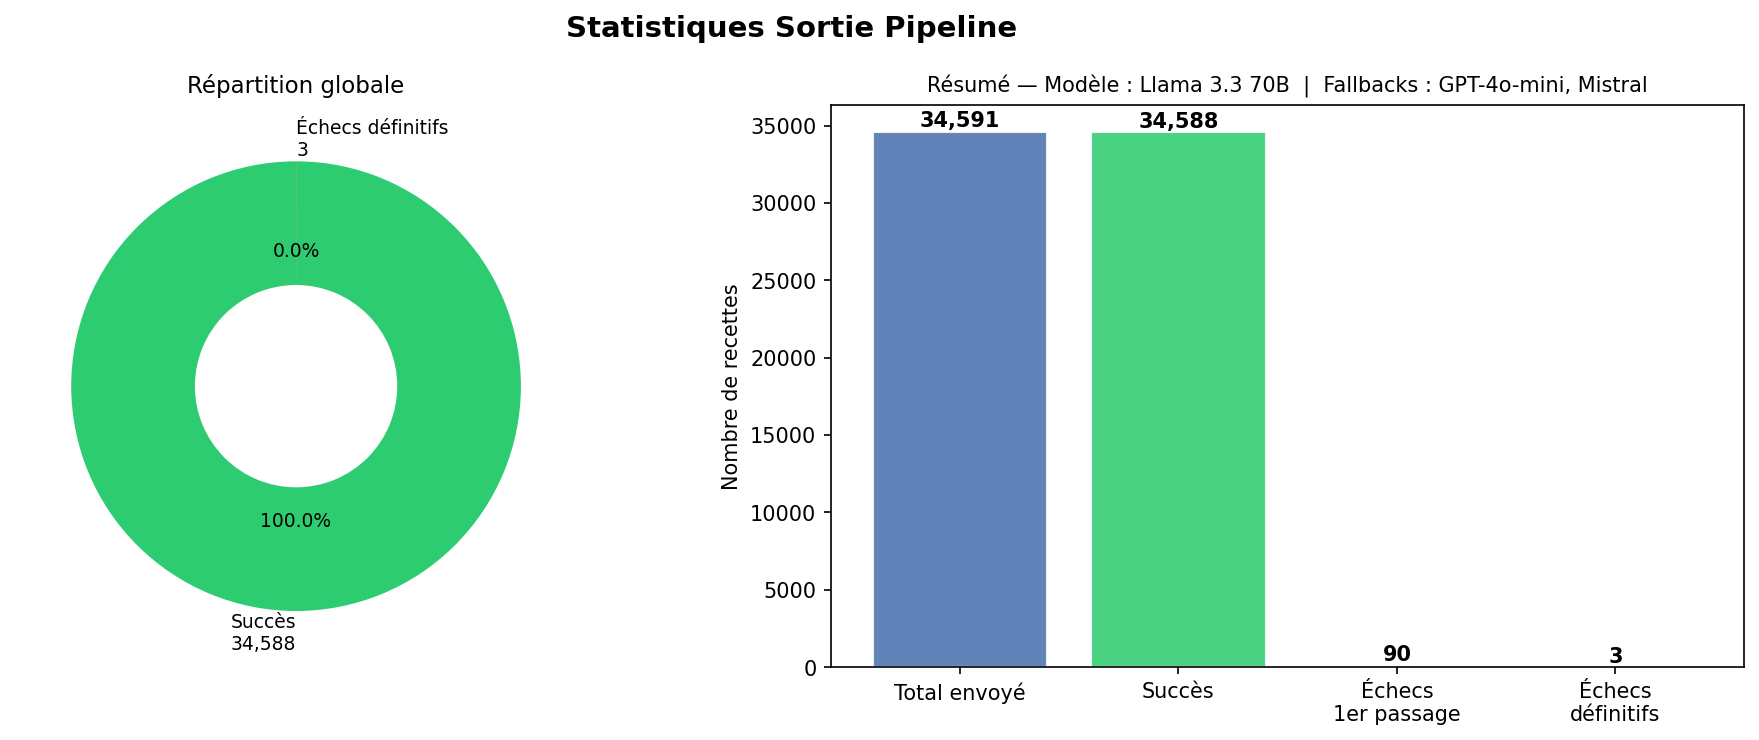 Statistiques Sortie Pipeline
Répartition globale
Échecs définitifs
3
0.0%
100.0%
Succès
34,588
Résumé — Modèle : Llama 3.3 70B | Fallbacks : GPT-4o-mini, Mistral
Nombre de recettes
35000
30000
25000
20000
15000
10000
5000
0
34,591
34,588
90
3
Total envoyé
Succès
Échecs
1er passage
Échecs
définitifs